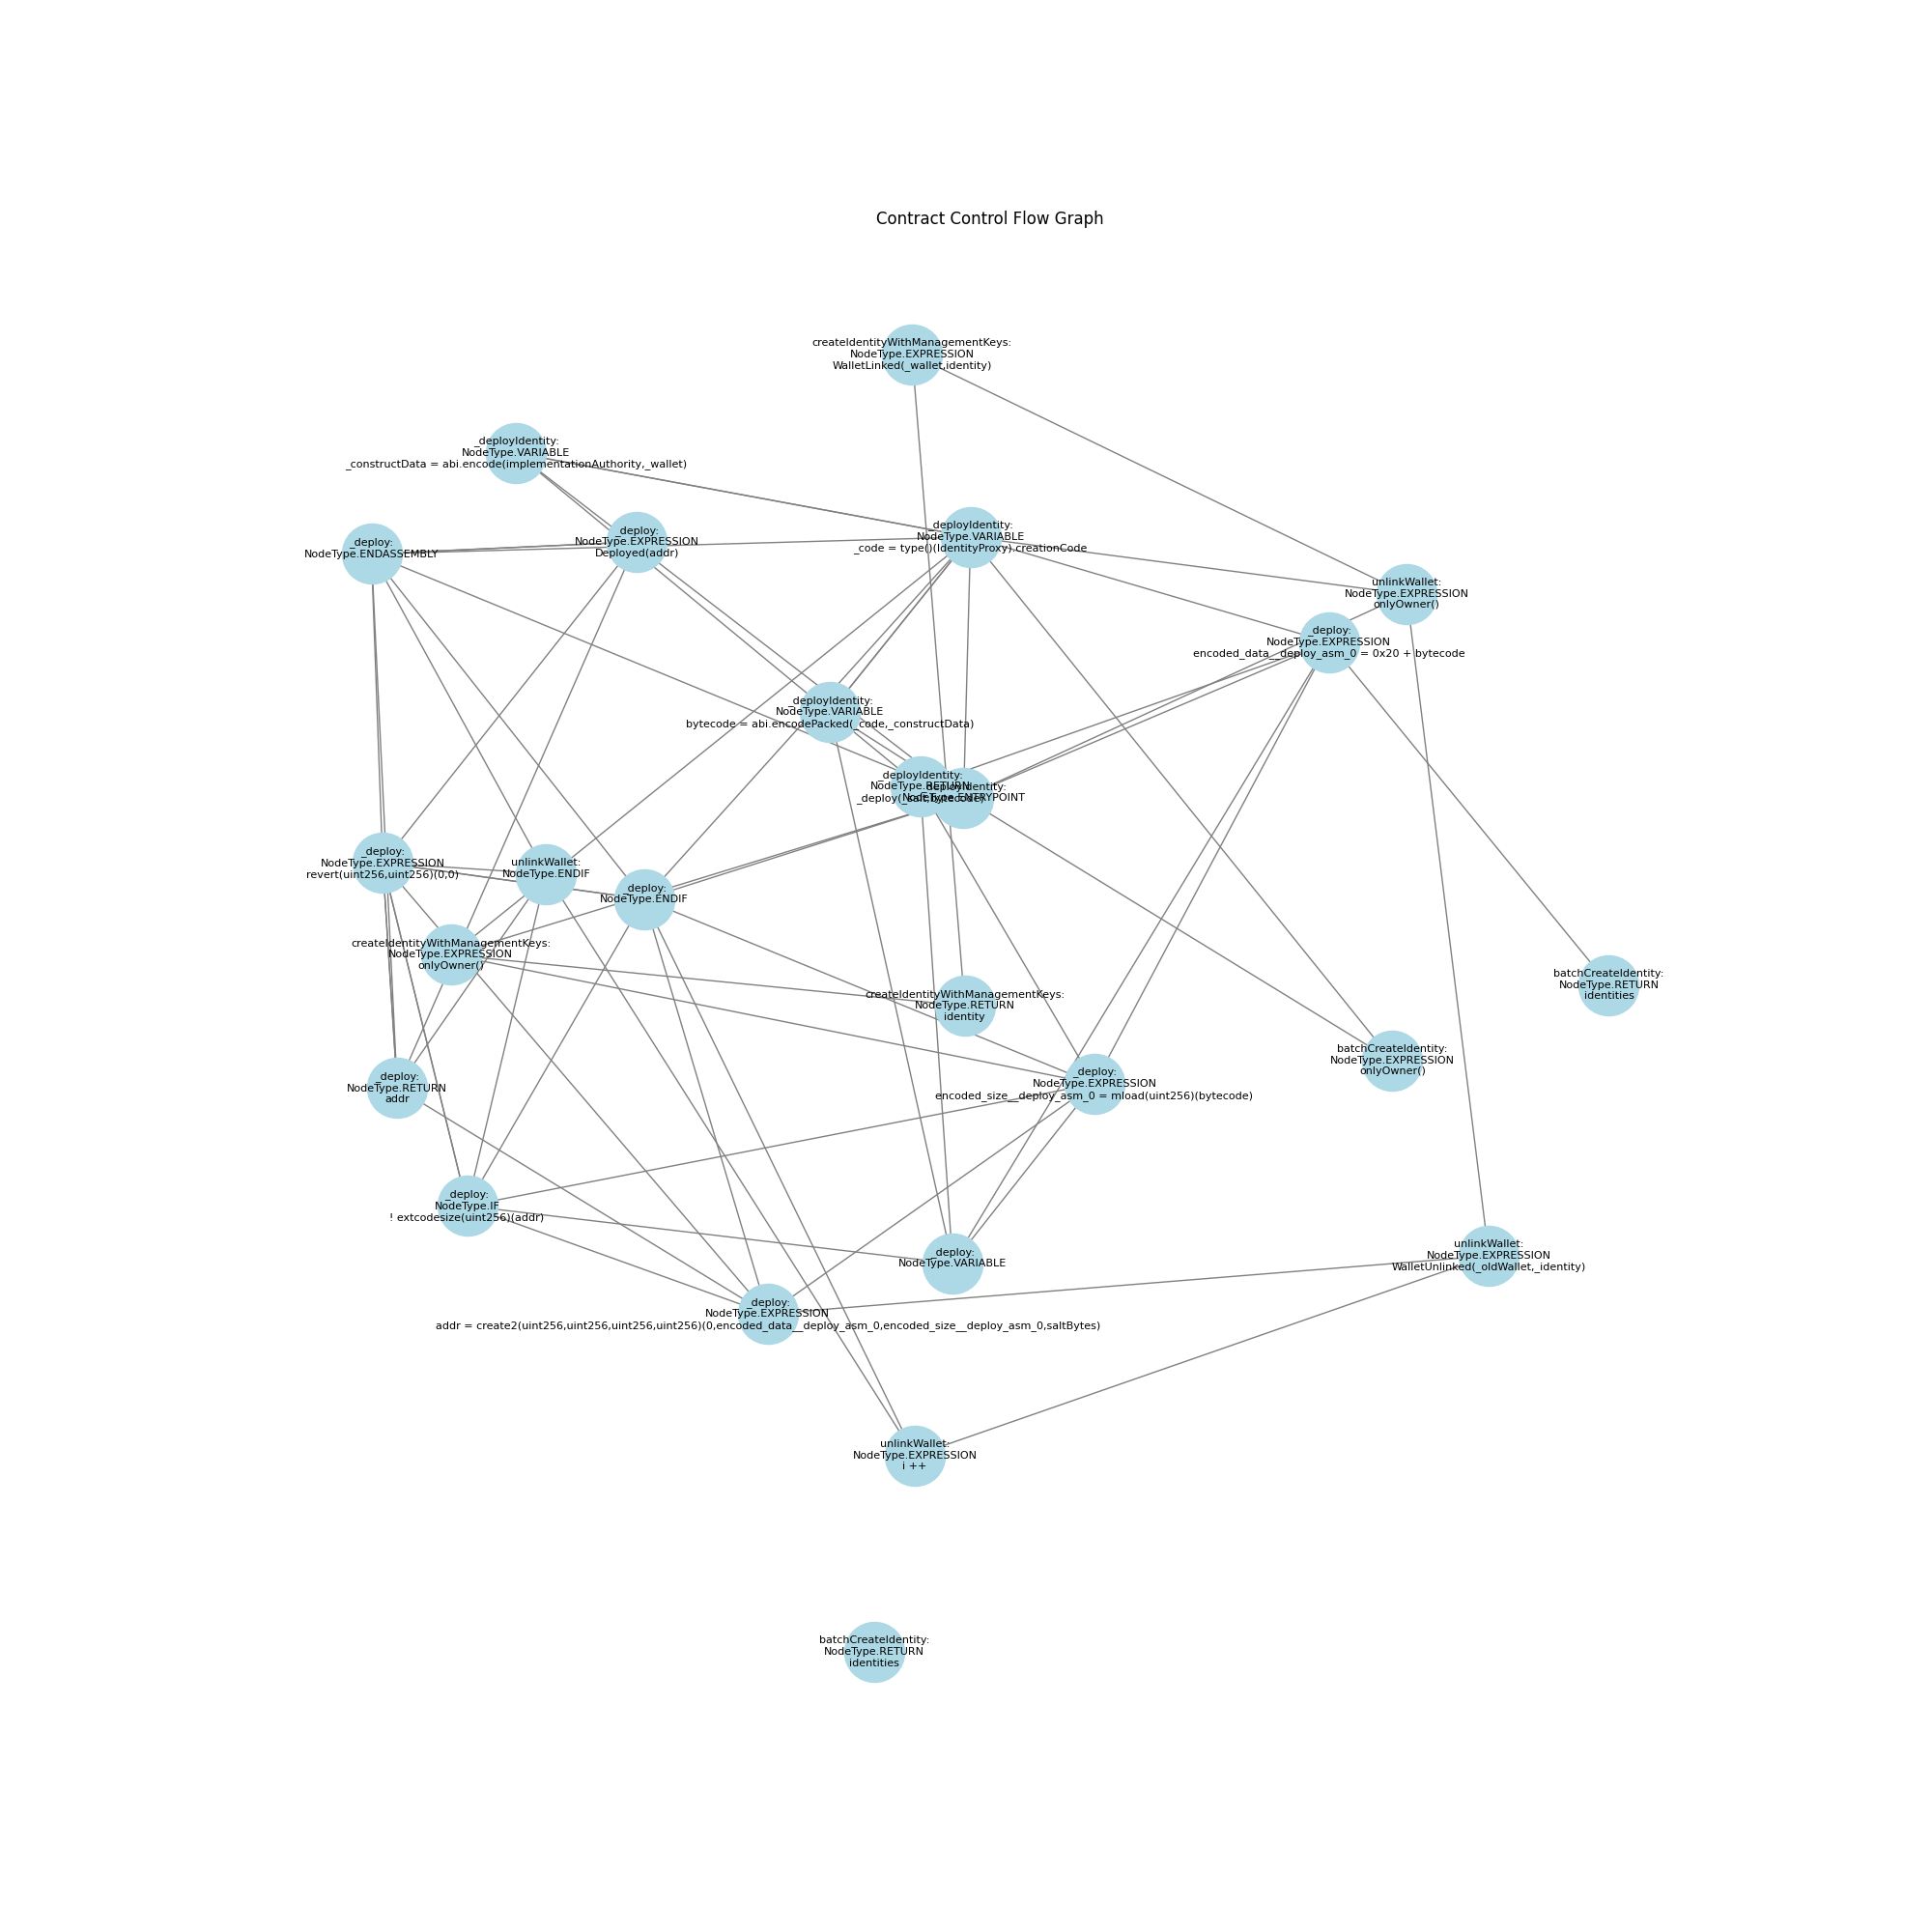 Contract Control Flow Graph
createIdentityWithManagementKeys:
NodeType.EXPRESSION
WalletLinked(_wallet,identity)
_deployIdentity:
NodeType.VARIABLE
_constructData = abi.encode(implementationAuthority,_wallet)
_deploy:
NodeType.ENDASSEMBLY
_deploy:
NodeType.EXPRESSION
Deployed(addr)
_deployIdentity:
NodeType.VARIABLE
_code = type()(IdentityProxy).creationCode
unlinkWallet:
NodeType.EXPRESSION
onlyOwner()
_deploy:
NodeType.EXPRESSION
encoded_data__deploy_asm_0 = 0x20 + bytecode
_deployIdentity:
NodeType.VARIABLE
bytecode = abi.encodePacked(_code,_constructData)
_deployIdentity:
NodeType.RETURN
_deploy(_salt,bytecode)
_deployIdentity:
NodeType.ENTRYPOINT
_deploy:
NodeType.EXPRESSION
revert(uint256,uint256)(0,0)
unlinkWallet:
NodeType.ENDIF
_deploy:
NodeType.ENDIF
createIdentityWithManagementKeys:
NodeType.EXPRESSION
onlyOwner()
createIdentityWithManagementKeys:
NodeType.RETURN
identity
batchCreateIdentity:
NodeType.RETURN
identities
batchCreateIdentity:
NodeType.EXPRESSION
onlyOwner()
_deploy:
NodeType.RETURN
addr
_deploy:
NodeType.EXPRESSION
encoded_size__deploy_asm_0 = mload(uint256)(bytecode)
_deploy:
NodeType.IF
! extcodesize(uint256)(addr)
_deploy:
NodeType.VARIABLE
unlinkWallet:
NodeType.EXPRESSION
WalletUnlinked(_oldWallet,_identity)
_deploy:
NodeType.EXPRESSION
addr = create2(uint256,uint256,uint256,uint256)(0,encoded_data__deploy_asm_0,encoded_size__deploy_asm_0,saltBytes)
unlinkWallet:
NodeType.EXPRESSION
i ++
batchCreateIdentity:
NodeType.RETURN
identities